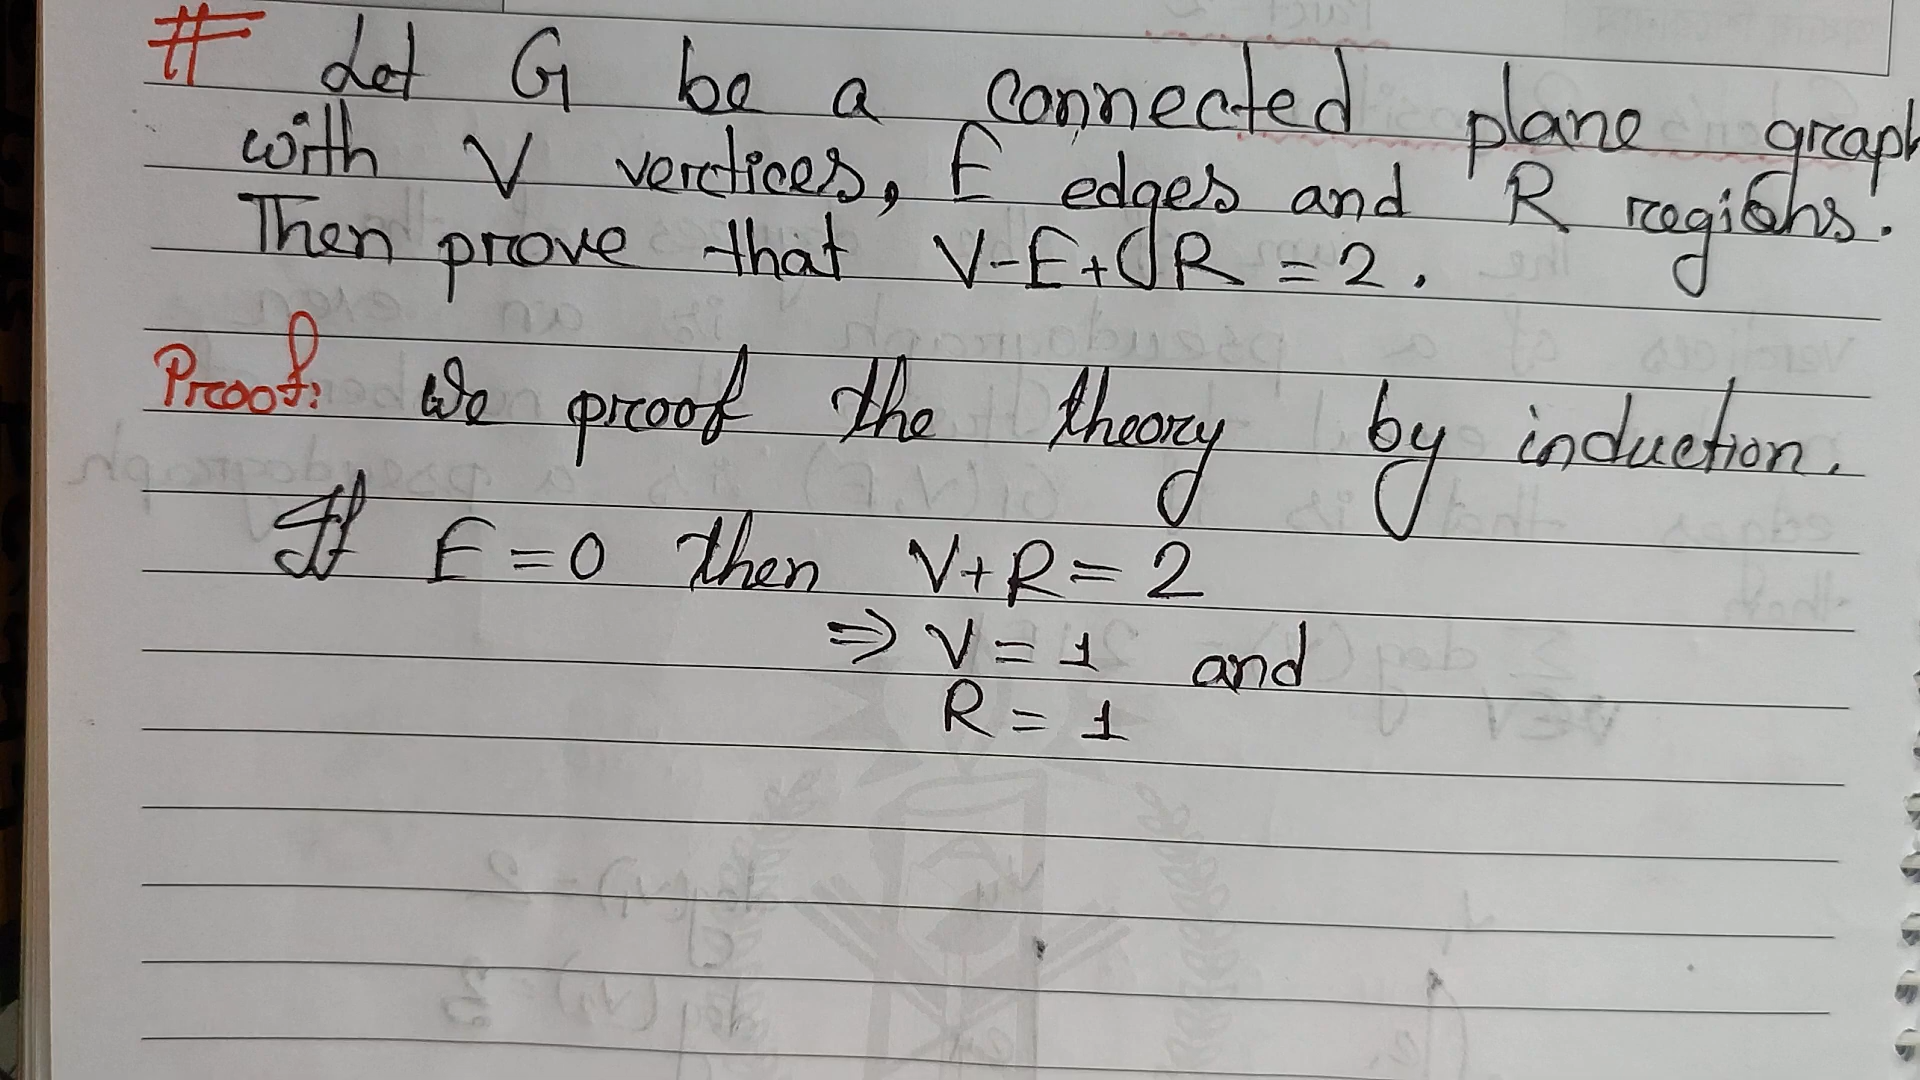 # Let G be a connected plane graph
with V vertices, E edges and R regions.
Then prove that V-E+R = 2.
Proof: We proof the theory by induction.
If E = 0 then V+R = 2
⇒ V = 1 and
R = 1